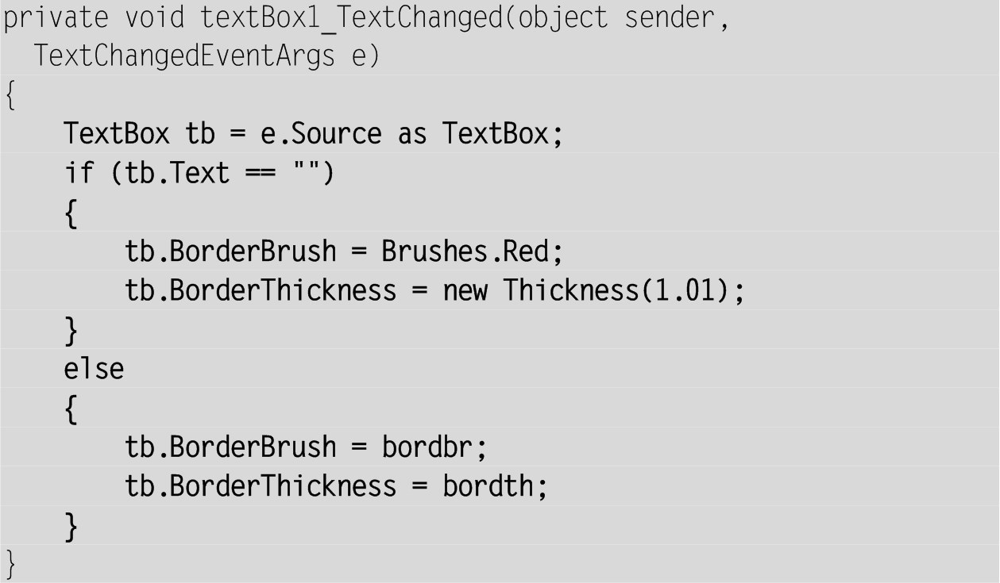 private void textBox1_TextChanged(object sender,
  TextChangedEventArgs e)
{
    TextBox tb = e.Source as TextBox;
    if (tb.Text == "")
    {
        tb.BorderBrush = Brushes.Red;
        tb.BorderThickness = new Thickness(1.01);
    }
    else
    {
        tb.BorderBrush = bordbr;
        tb.BorderThickness = bordth;
    }
}